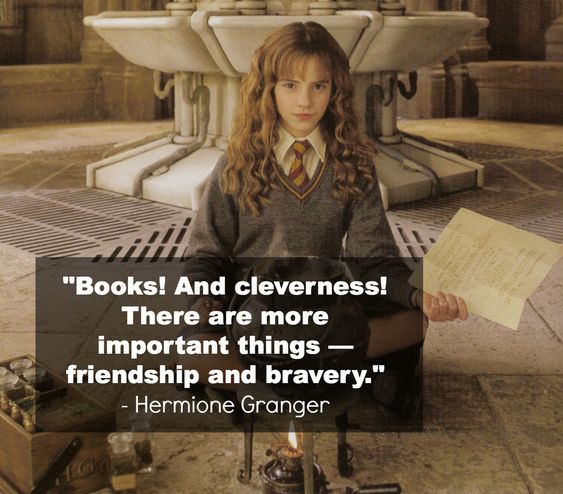 "Books! And cleverness!
There are more
important things —
friendship and bravery."
- Hermione Granger